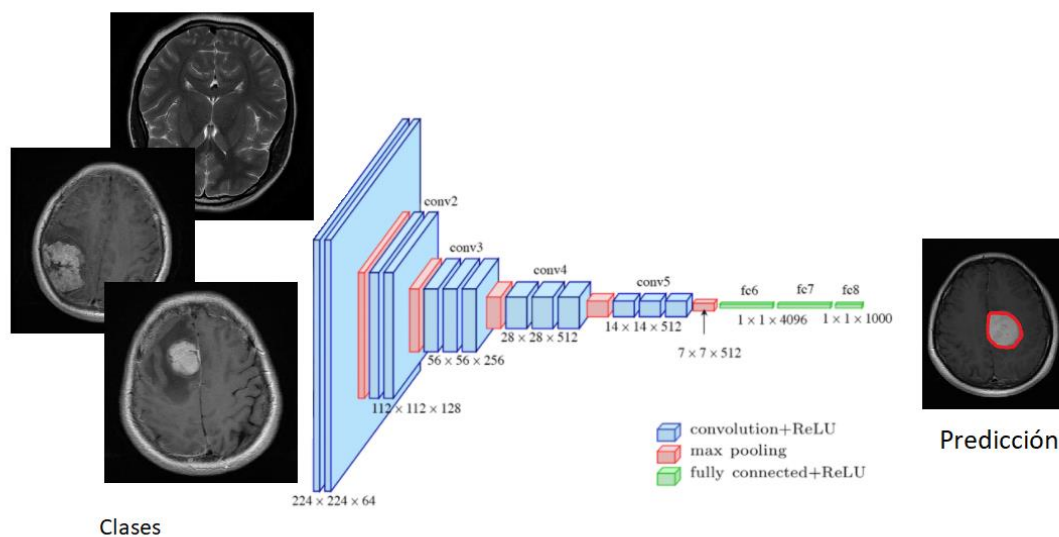 conv2
conv3
conv4
conv5
fc6
fc7
fc8
1 × 1 × 4096
1 × 1 × 1000
14 × 14 × 512
28 × 28 × 512
7 × 7 × 512
56 × 56 × 256
112 × 112 × 128
convolution+ReLU
max pooling
fully connected+ReLU
Predicción
224 × 224 × 64
Clases